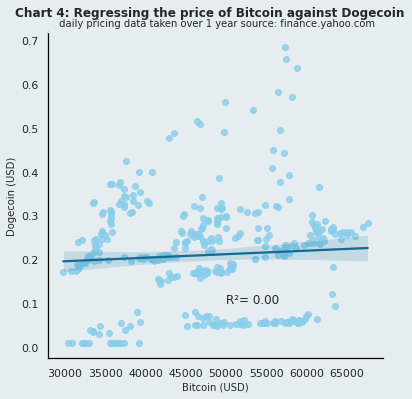 Chart 4: Regressing the price of Bitcoin against Dogecoin
daily pricing data taken over 1 year source: finance.yahoo.com
0.7
0.6
0.5
0.4
0.3
0.2
0.1
0.0
Dogecoin (USD)
R²= 0.00
30000 35000 40000 45000 50000 55000 60000 65000
Bitcoin (USD)